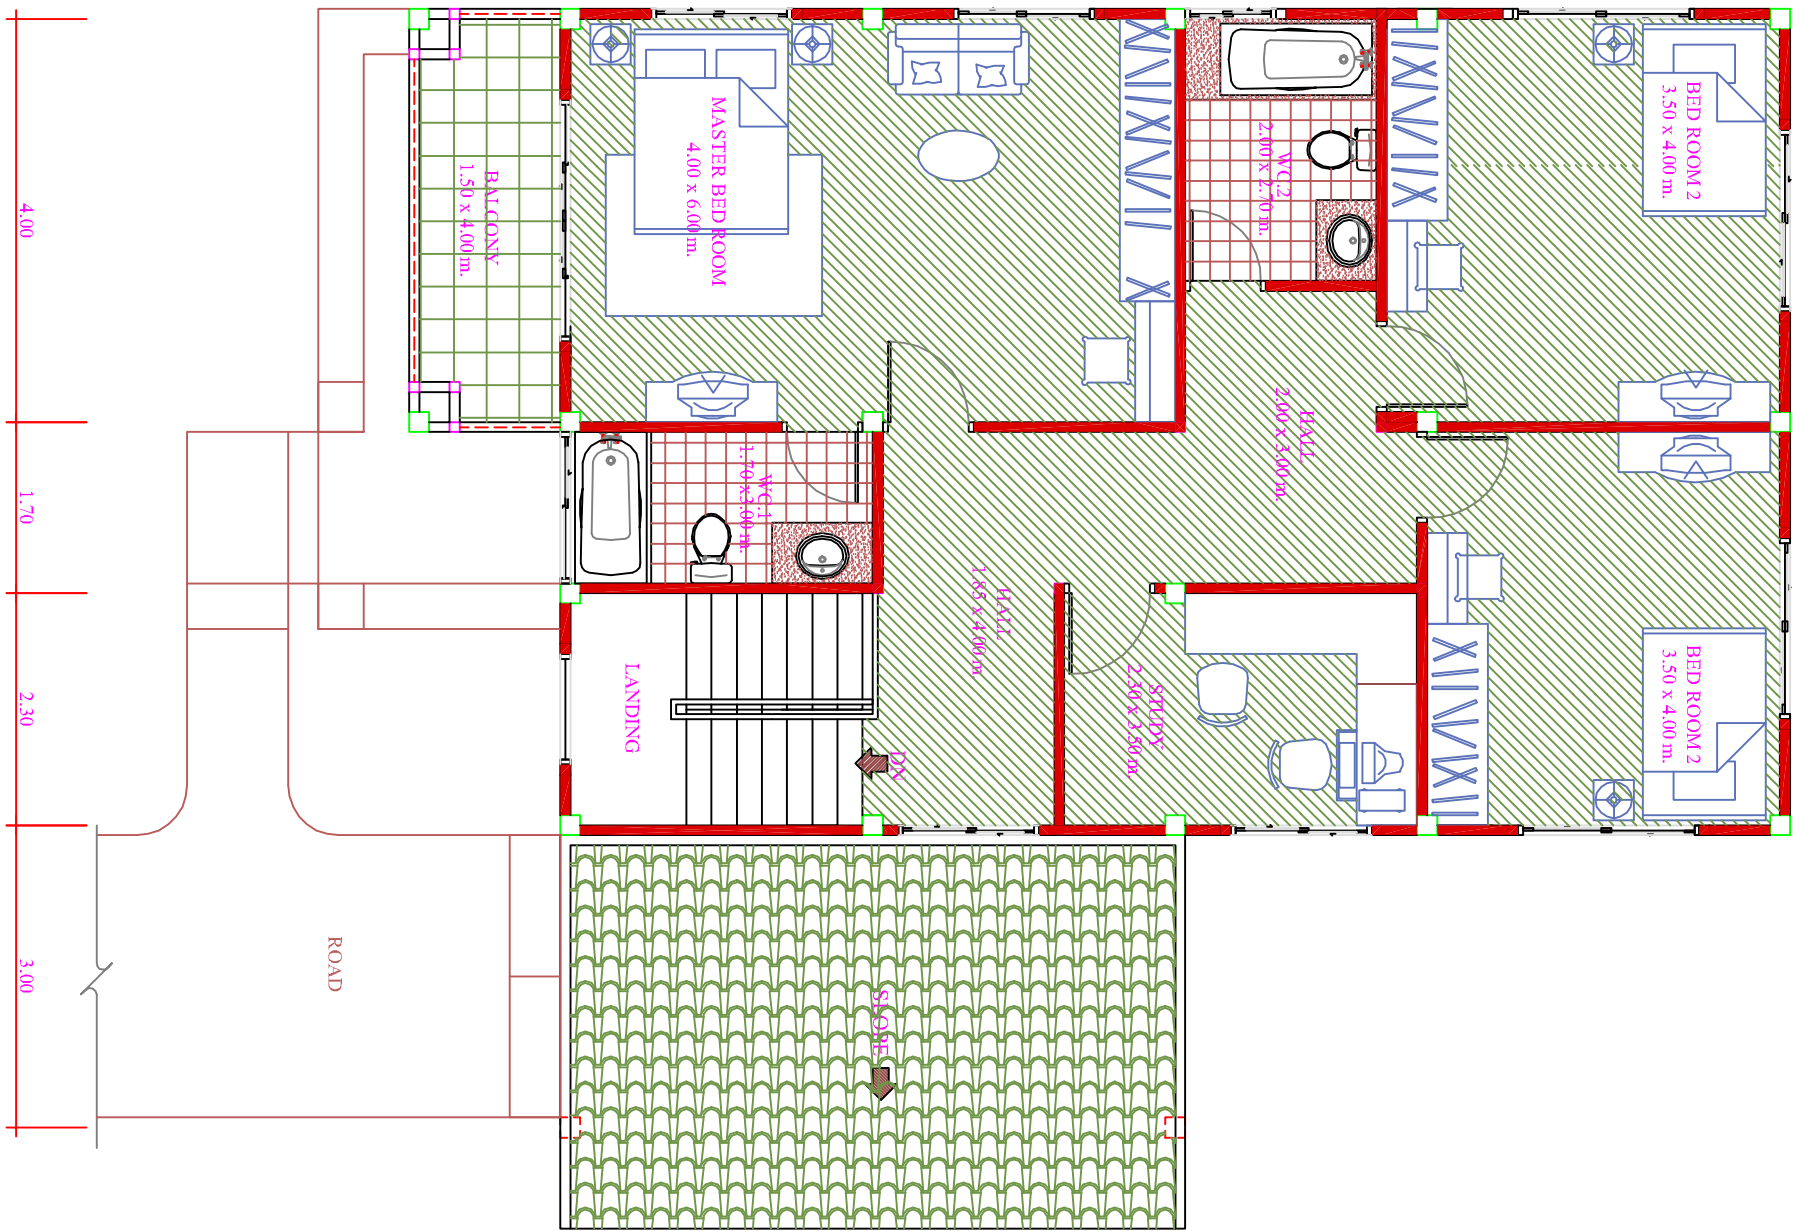 4.00
1.70
2.30
3.00
BALCONY
1.50 x 4.00 m.
MASTER BED ROOM
4.00 x 6.00 m.
WC.2
2.00 x 2.70 m.
BED ROOM 2
3.50 x 4.00 m.
HALL
2.00 x 3.00 m.
WC.1
1.70 x 3.00 m.
HALL
1.85 x 4.00 m
LANDING
DN
STUDY
2.30 x 3.50 m.
BED ROOM 2
3.50 x 4.00 m.
ROAD
SLOPE